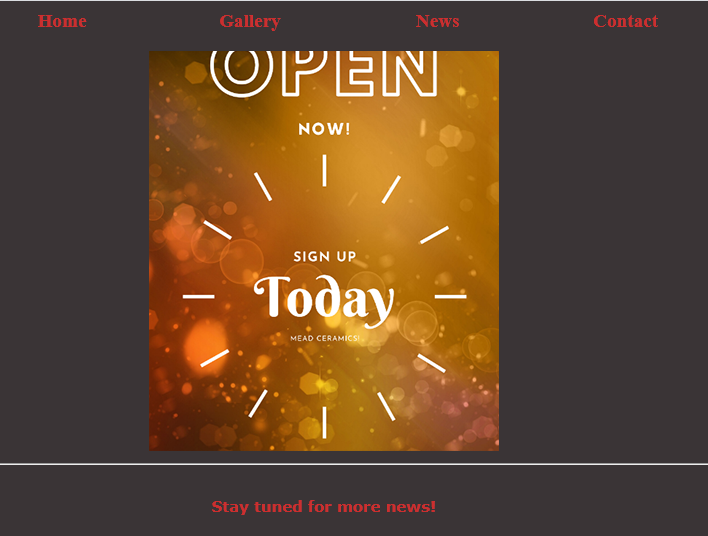 Home Gallery News Contact
OPEN
NOW!
SIGN UP
Today
MEAD CERAMICS!
Stay tuned for more news!